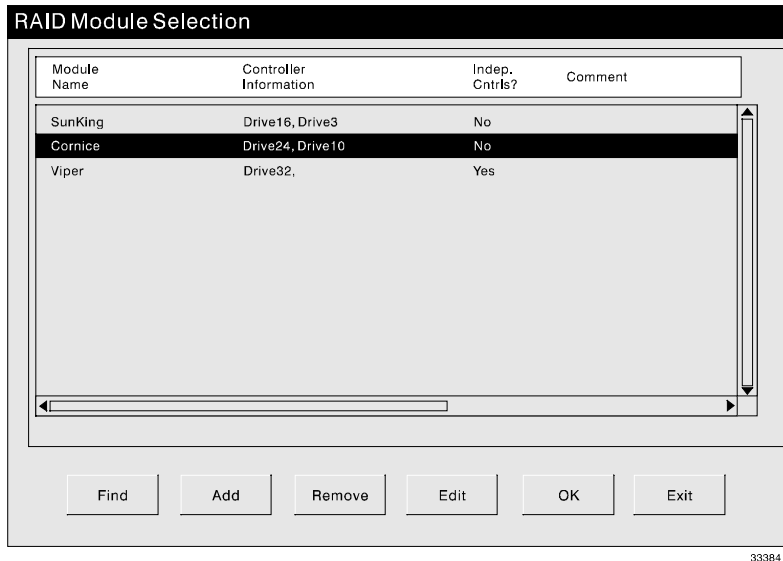 RAID Module Selection
Module Name
Controller Information
Indep. Cntrls?
Comment
SunKing Drive16, Drive3 No
Cornice Drive24, Drive10 No
Viper Drive32, Yes
Find Add Remove Edit OK Exit
33384